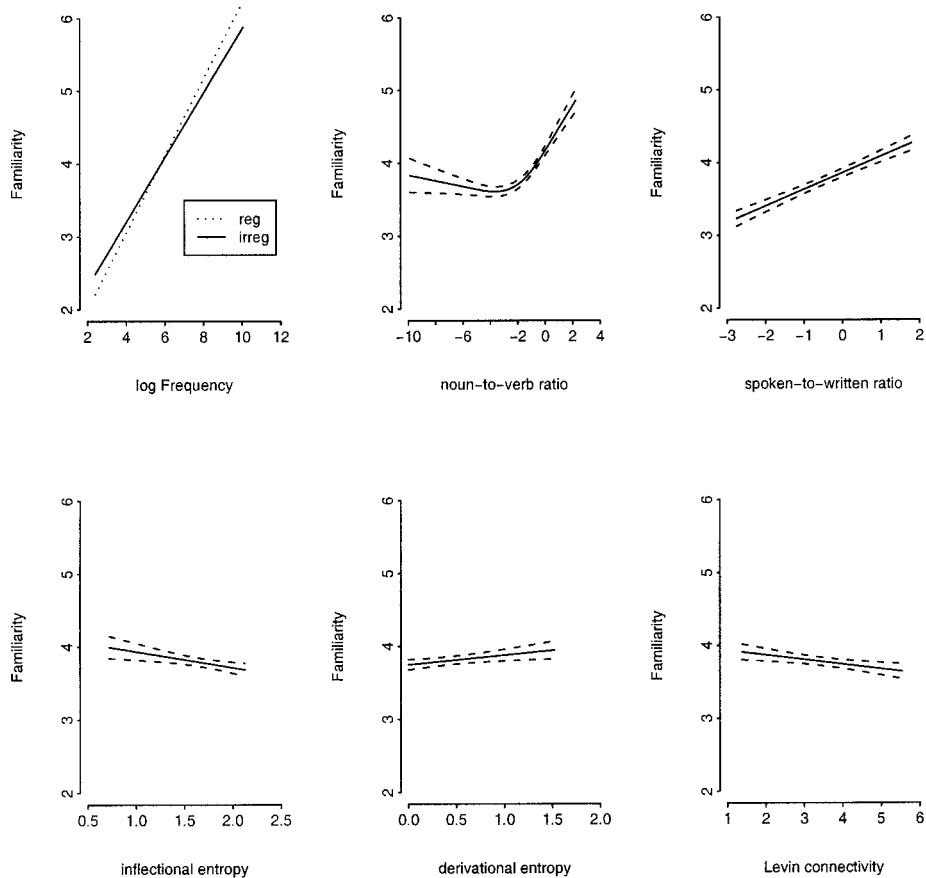 Familiarity
2 3 4 5 6
reg
irreg
2 4 6 8 10 12
log Frequency
Familiarity
2 3 4 5 6
−10 −6 −2 0 2 4
noun−to−verb ratio
Familiarity
2 3 4 5 6
−3 −2 −1 0 1 2
spoken−to−written ratio
Familiarity
2 3 4 5 6
0.5 1.0 1.5 2.0 2.5
inflectional entropy
Familiarity
2 3 4 5 6
0.0 0.5 1.0 1.5 2.0
derivational entropy
Familiarity
2 3 4 5 6
1 2 3 4 5 6
Levin connectivity